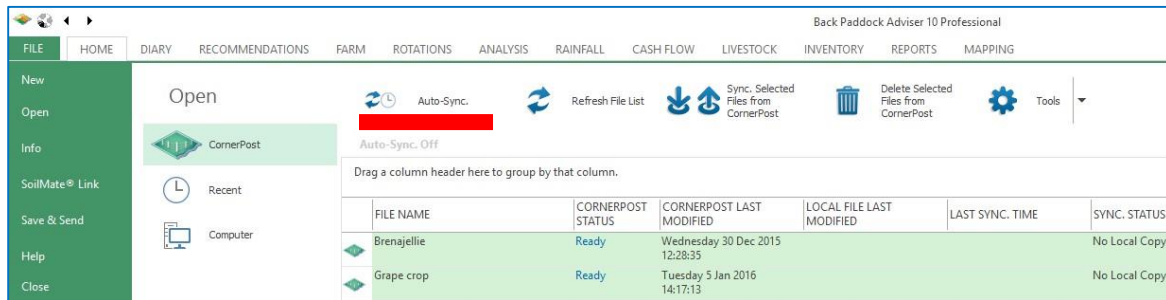 Back Paddock Adviser 10 Professional
FILE HOME DIARY RECOMMENDATIONS FARM ROTATIONS ANALYSIS RAINFALL CASH FLOW LIVESTOCK INVENTORY REPORTS MAPPING
New
Open
Info
SoilMate® Link
Save & Send
Help
Close
Open
CornerPost
Recent
Computer
Auto-Sync.
Refresh File List
Sync. Selected
Files from
CornerPost
Delete Selected
Files from
CornerPost
Tools
Auto-Sync. Off
Drag a column header here to group by that column.
FILE NAME
CORNERPOST
STATUS
CORNERPOST LAST
MODIFIED
LOCAL FILE LAST
MODIFIED
LAST SYNC. TIME
SYNC. STATUS
Brenajellie
Ready
Wednesday 30 Dec 2015
12:28:35
No Local Copy
Grape crop
Ready
Tuesday 5 Jan 2016
14:17:13
No Local Copy